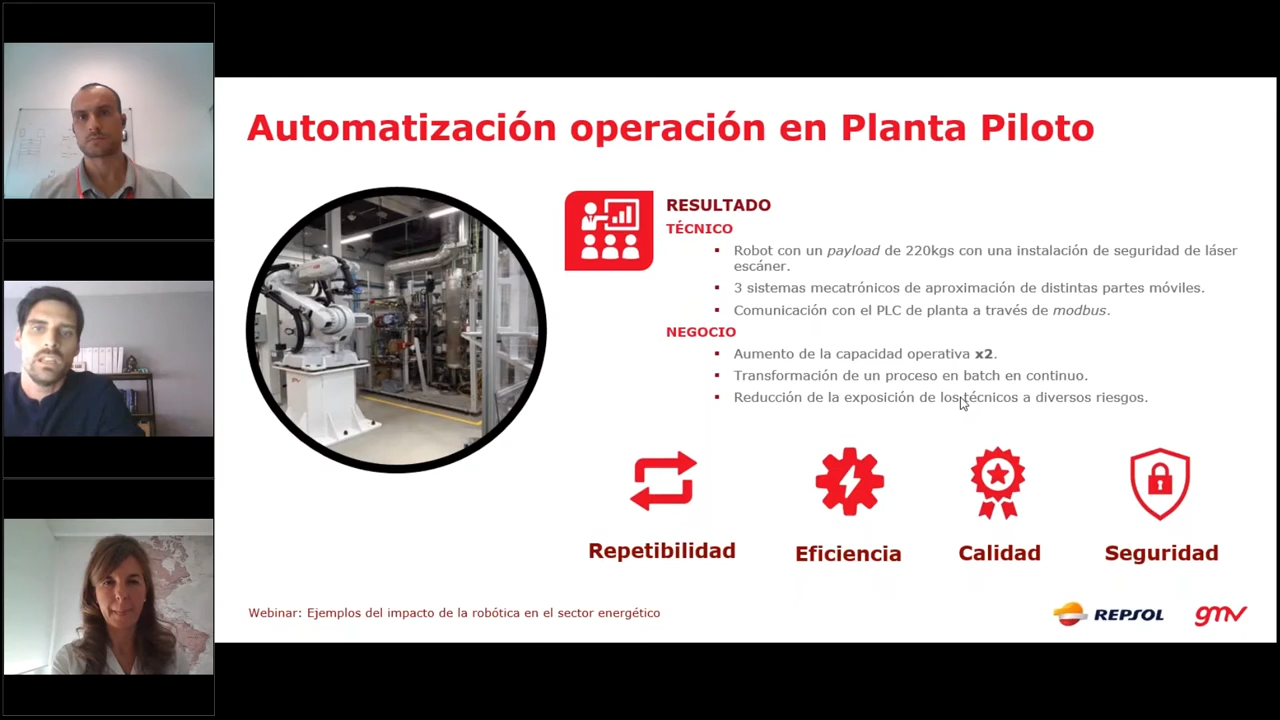 Automatización operación en Planta Piloto
RESULTADO
TÉCNICO
Robot con un payload de 220kgs con una instalación de seguridad de láser
escáner.
3 sistemas mecatrónicos de aproximación de distintas partes móviles.
Comunicación con el PLC de planta a través de modbus.
NEGOCIO
Aumento de la capacidad operativa x2.
Transformación de un proceso en batch en continuo.
Reducción de la exposición de los técnicos a diversos riesgos.
Repetibilidad
Eficiencia
Calidad
Seguridad
Webinar: Ejemplos del impacto de la robótica en el sector energético
REPSOL
gmv